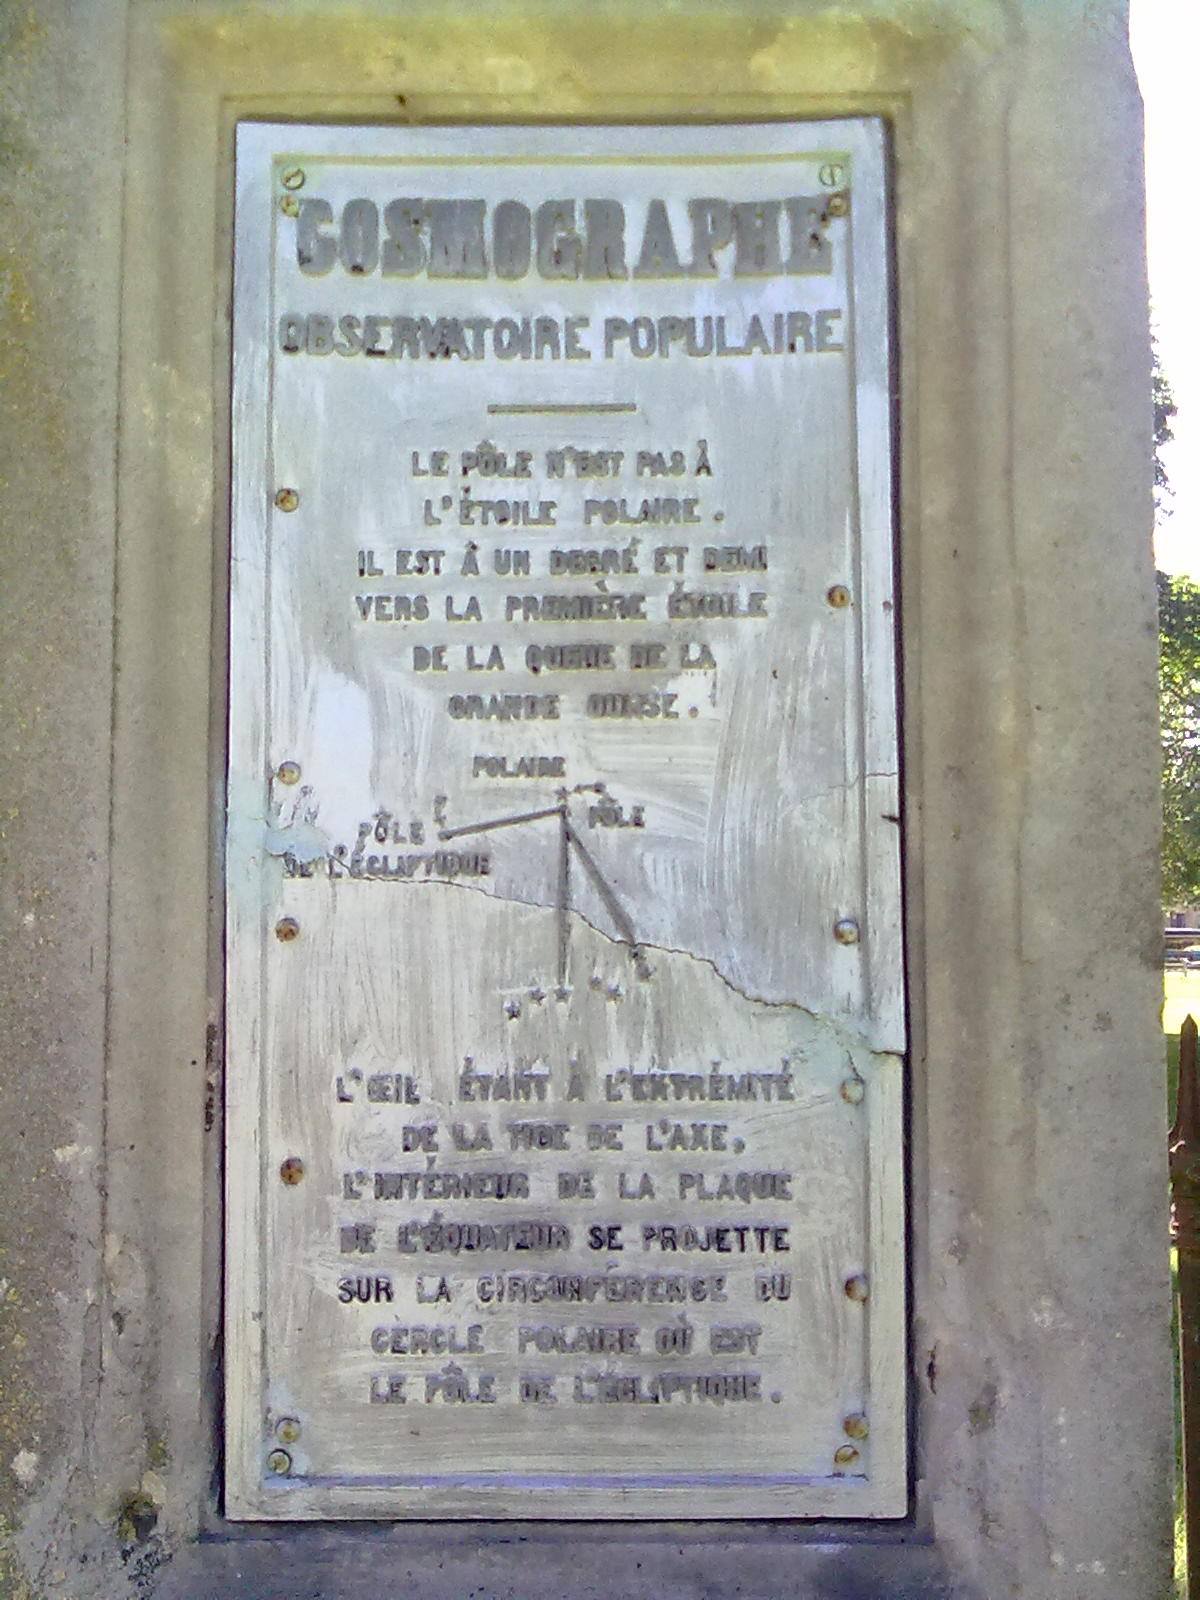 COSMOGRAPHE
OBSERVATOIRE POPULAIRE
LE PÔLE N'EST PAS À
L'ÉTOILE POLAIRE.
IL EST À UN DEGRÉ ET DEMI
VERS LA PREMIÈRE ÉTOILE
DE LA QUEUE DE LA
GRANDE OURSE.
POLAIRE
PÔLE
PÔLE
DE L'ÉCLIPTIQUE
L'ŒIL ÉTANT À L'EXTRÉMITÉ
DE LA TIGE DE L'AXE,
L'INTÉRIEUR DE LA PLAQUE
DE L'ÉQUATEUR SE PROJETTE
SUR LA CIRCONFÉRENCE DU
CERCLE POLAIRE OÙ EST
LE PÔLE DE L'ÉCLIPTIQUE.